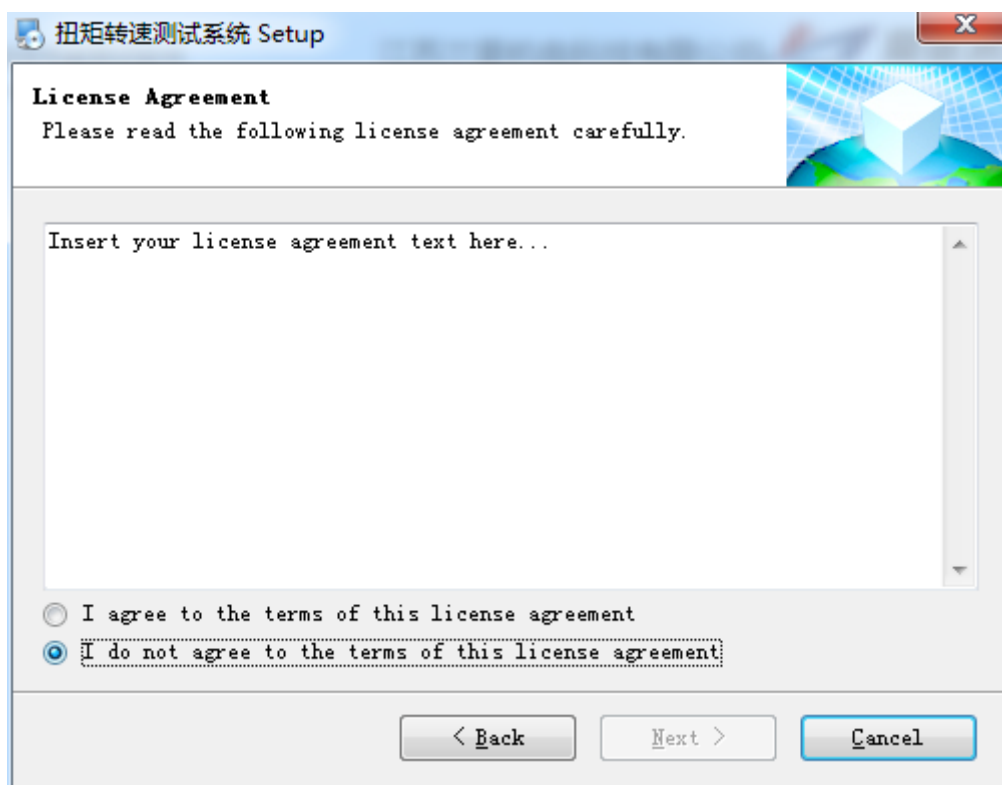 扭矩转速测试系统 Setup
License Agreement
Please read the following license agreement carefully.
Insert your license agreement text here...
I agree to the terms of this license agreement
I do not agree to the terms of this license agreement
< Back
Next >
Cancel